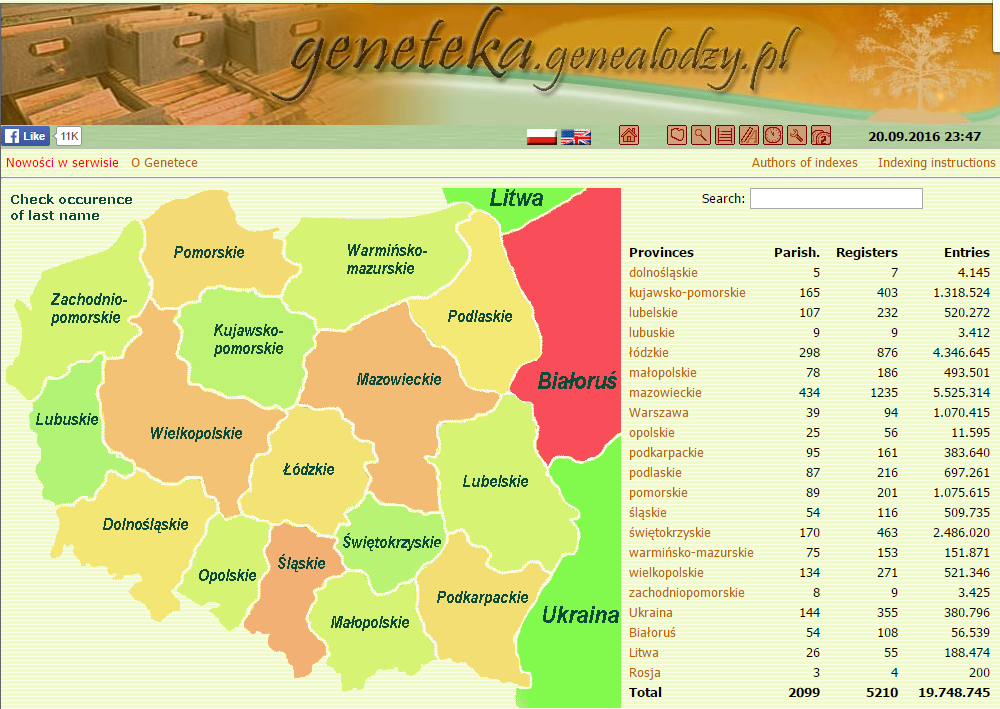 geneteka.genealodzy.pl
Like 11K
20.09.2016 23:47
Nowości w serwisie O Genetece Authors of indexes Indexing instructions
Check occurence
of last name
Litwa
Pomorskie
Warmińsko-
mazurskie
Zachodnio-
pomorskie
Podlaskie
Kujawsko-
pomorskie
Mazowieckie
Białoruś
Lubuskie
Wielkopolskie
Łódzkie
Lubelskie
Dolnośląskie
Świętokrzyskie
Śląskie
Opolskie
Podkarpackie
Małopolskie
Ukraina
Search:
Provinces Parish. Registers Entries
dolnośląskie 5 7 4.145
kujawsko-pomorskie 165 403 1.318.524
lubelskie 107 232 520.272
lubuskie 9 9 3.412
łódzkie 298 876 4.346.645
małopolskie 78 186 493.501
mazowieckie 434 1235 5.525.314
Warszawa 39 94 1.070.415
opolskie 25 56 11.595
podkarpackie 95 161 383.640
podlaskie 87 216 697.261
pomorskie 89 201 1.075.615
śląskie 54 116 509.735
świętokrzyskie 170 463 2.486.020
warmińsko-mazurskie 75 153 151.871
wielkopolskie 134 271 521.346
zachodniopomorskie 8 9 3.425
Ukraina 144 355 380.796
Białoruś 54 108 56.539
Litwa 26 55 188.474
Rosja 3 4 200
Total 2099 5210 19.748.745